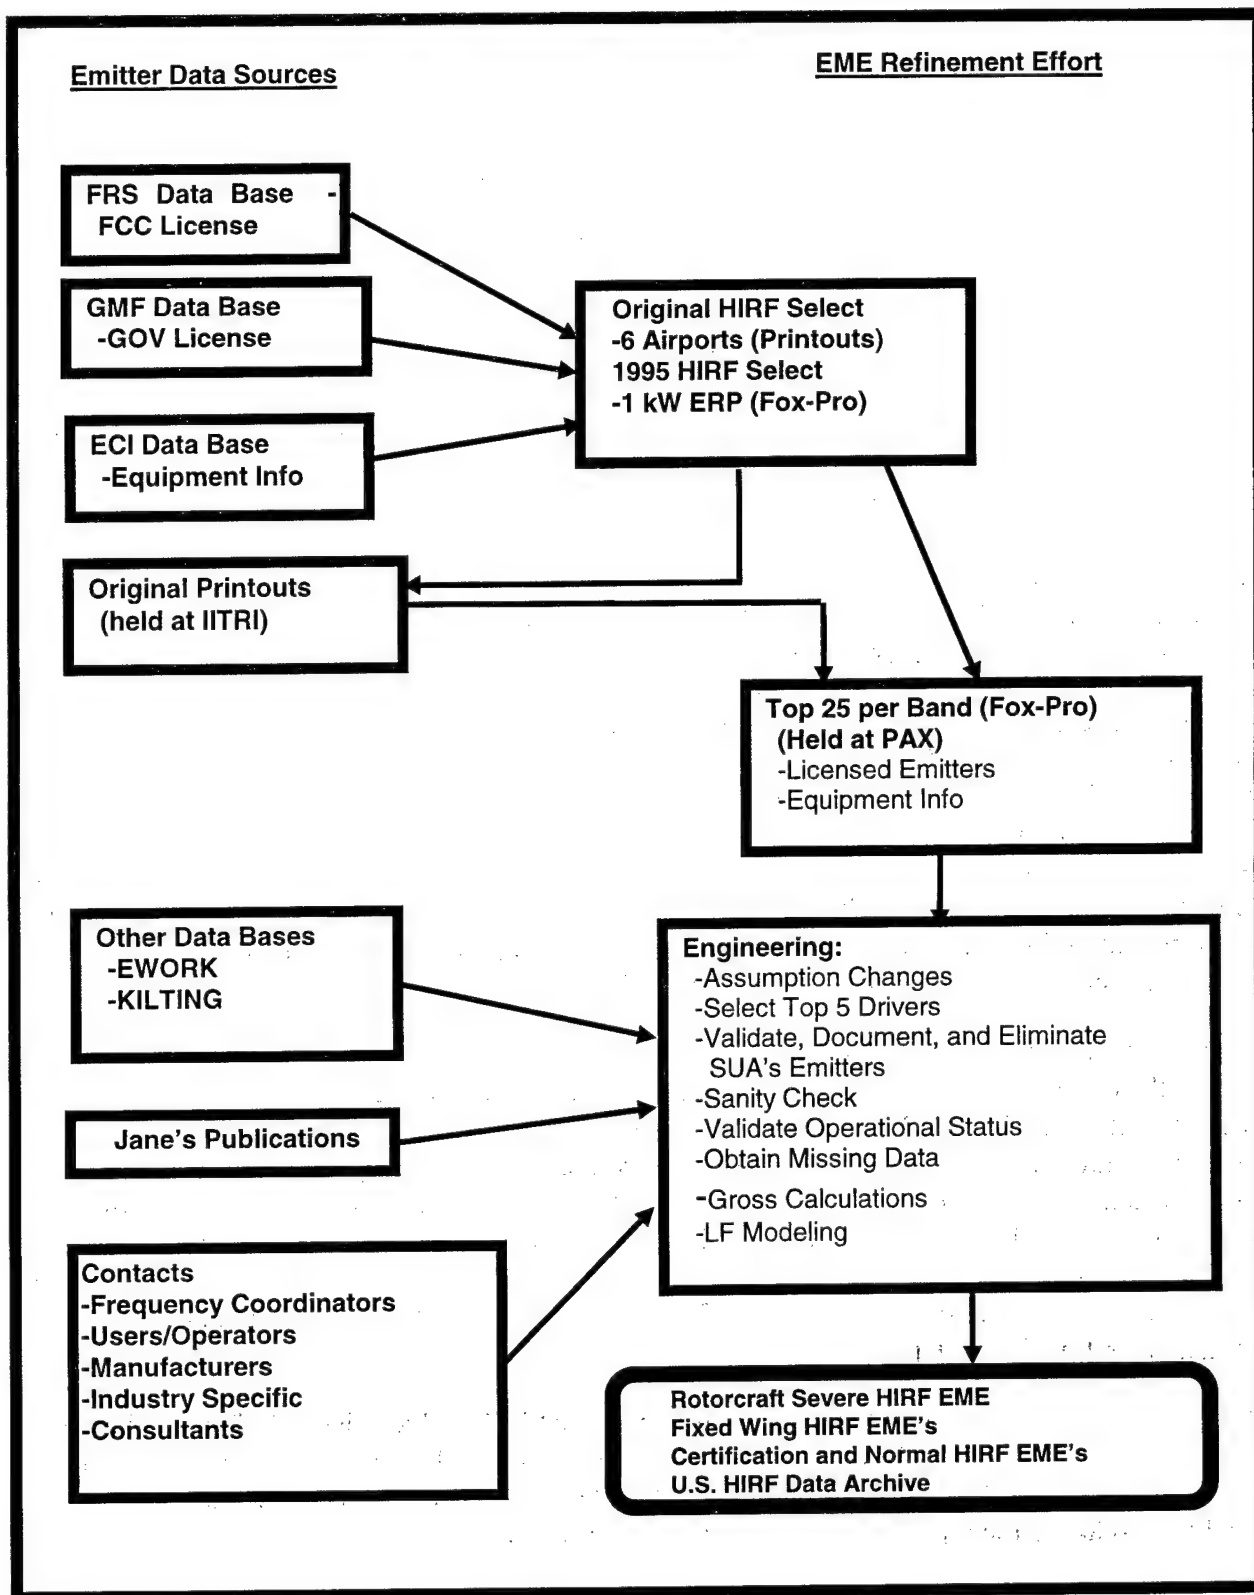 Emitter Data Sources
EME Refinement Effort
FRS Data Base -
FCC License
GMF Data Base
-GOV License
ECI Data Base
-Equipment Info
Original HIRF Select
-6 Airports (Printouts)
1995 HIRF Select
-1 kW ERP (Fox-Pro)
Original Printouts
(held at IITRI)
Top 25 per Band (Fox-Pro)
(Held at PAX)
-Licensed Emitters
-Equipment Info
Other Data Bases
-EWORK
-KILTING
Jane's Publications
Contacts
-Frequency Coordinators
-Users/Operators
-Manufacturers
-Industry Specific
-Consultants
Engineering:
-Assumption Changes
-Select Top 5 Drivers
-Validate, Document, and Eliminate
SUA's Emitters
-Sanity Check
-Validate Operational Status
-Obtain Missing Data
-Gross Calculations
-LF Modeling
Rotorcraft Severe HIRF EME
Fixed Wing HIRF EME's
Certification and Normal HIRF EME's
U.S. HIRF Data Archive